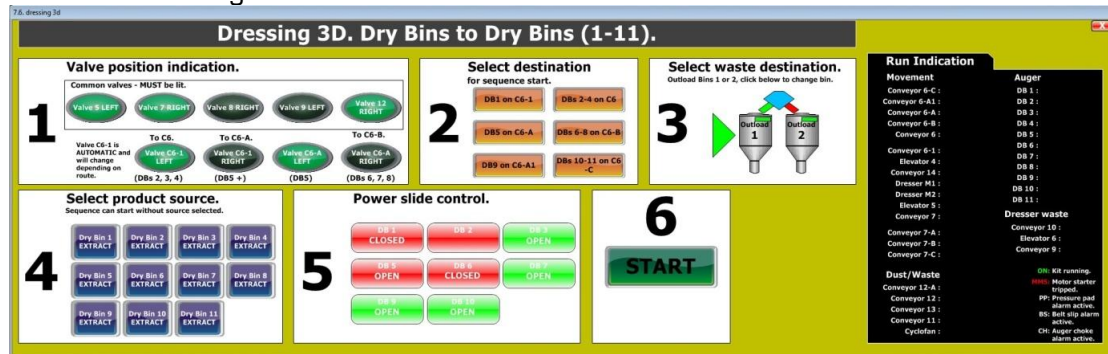 7.6. dressing 3d
Dressing 3D. Dry Bins to Dry Bins (1-11).
1
Valve position indication.
Common valves - MUST be lit.
Valve 5 LEFT
Valve 7 RIGHT
Valve 8 RIGHT
Valve 9 LEFT
Valve 12
RIGHT
To C6.
To C6-A.
To C6-B.
Valve C6-1 is
AUTOMATIC and
will change
depending on
route.
Valve C6-1
LEFT
Valve C6-1
RIGHT
Valve C6-A
LEFT
Valve C6-A
RIGHT
(DBs 2, 3, 4)
(DB5 +)
(DB5)
(DBs 6, 7, 8)
2
Select destination
for sequence start.
DB1 on C6-1
DBs 2-4 on C6
DB5 on C6-A
DBs 6-8 on C6-B
DB9 on C6-A1
DBs 10-11 on C6
-C
3
Select waste destination.
Outload Bins 1 or 2, click below to change bin.
Outload
1
Outload
2
4
Select product source.
Sequence can start without source selected.
Dry Bin 1
EXTRACT
Dry Bin 2
EXTRACT
Dry Bin 3
EXTRACT
Dry Bin 4
EXTRACT
Dry Bin 5
EXTRACT
Dry Bin 6
EXTRACT
Dry Bin 7
EXTRACT
Dry Bin 8
EXTRACT
Dry Bin 9
EXTRACT
Dry Bin 10
EXTRACT
Dry Bin 11
EXTRACT
5
Power slide control.
DB 1
CLOSED
DB 2
DB 3
OPEN
DB 5
OPEN
DB 6
CLOSED
DB 7
OPEN
DB 9
OPEN
DB 10
OPEN
6
START
Run Indication
Movement
Conveyor 6-C :
Conveyor 6-A1 :
Conveyor 6-A :
Conveyor 6-B :
Conveyor 6 :
Conveyor 6-1 :
Elevator 4 :
Conveyor 14 :
Dresser M1 :
Dresser M2 :
Elevator 5 :
Conveyor 7 :
Conveyor 7-A :
Conveyor 7-B :
Conveyor 7-C :
Dust/Waste
Conveyor 12-A :
Conveyor 12 :
Conveyor 13 :
Conveyor 11 :
Cyclofan :
Auger
DB 1 :
DB 2 :
DB 3 :
DB 4 :
DB 5 :
DB 6 :
DB 7 :
DB 8 :
DB 9 :
DB 10 :
DB 11 :
Dresser waste
Conveyor 10 :
Elevator 6 :
Conveyor 9 :
ON: Kit running.
MMS: Motor starter
tripped.
PP: Pressure pad
alarm active.
BS: Belt slip alarm
active.
CH: Auger choke
alarm active.